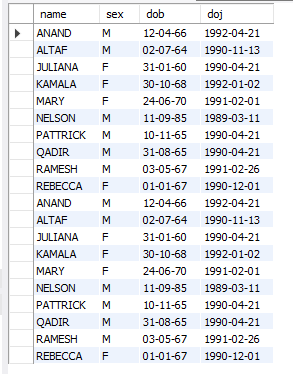 name sex dob doj
ANAND M 12-04-66 1992-04-21
ALTAF M 02-07-64 1990-11-13
JULIANA F 31-01-60 1990-04-21
KAMALA F 30-10-68 1992-01-02
MARY F 24-06-70 1991-02-01
NELSON M 11-09-85 1989-03-11
PATTRICK M 10-11-65 1990-04-21
QADIR M 31-08-65 1990-04-21
RAMESH M 03-05-67 1991-02-26
REBECCA F 01-01-67 1990-12-01
ANAND M 12-04-66 1992-04-21
ALTAF M 02-07-64 1990-11-13
JULIANA F 31-01-60 1990-04-21
KAMALA F 30-10-68 1992-01-02
MARY F 24-06-70 1991-02-01
NELSON M 11-09-85 1989-03-11
PATTRICK M 10-11-65 1990-04-21
QADIR M 31-08-65 1990-04-21
RAMESH M 03-05-67 1991-02-26
REBECCA F 01-01-67 1990-12-01